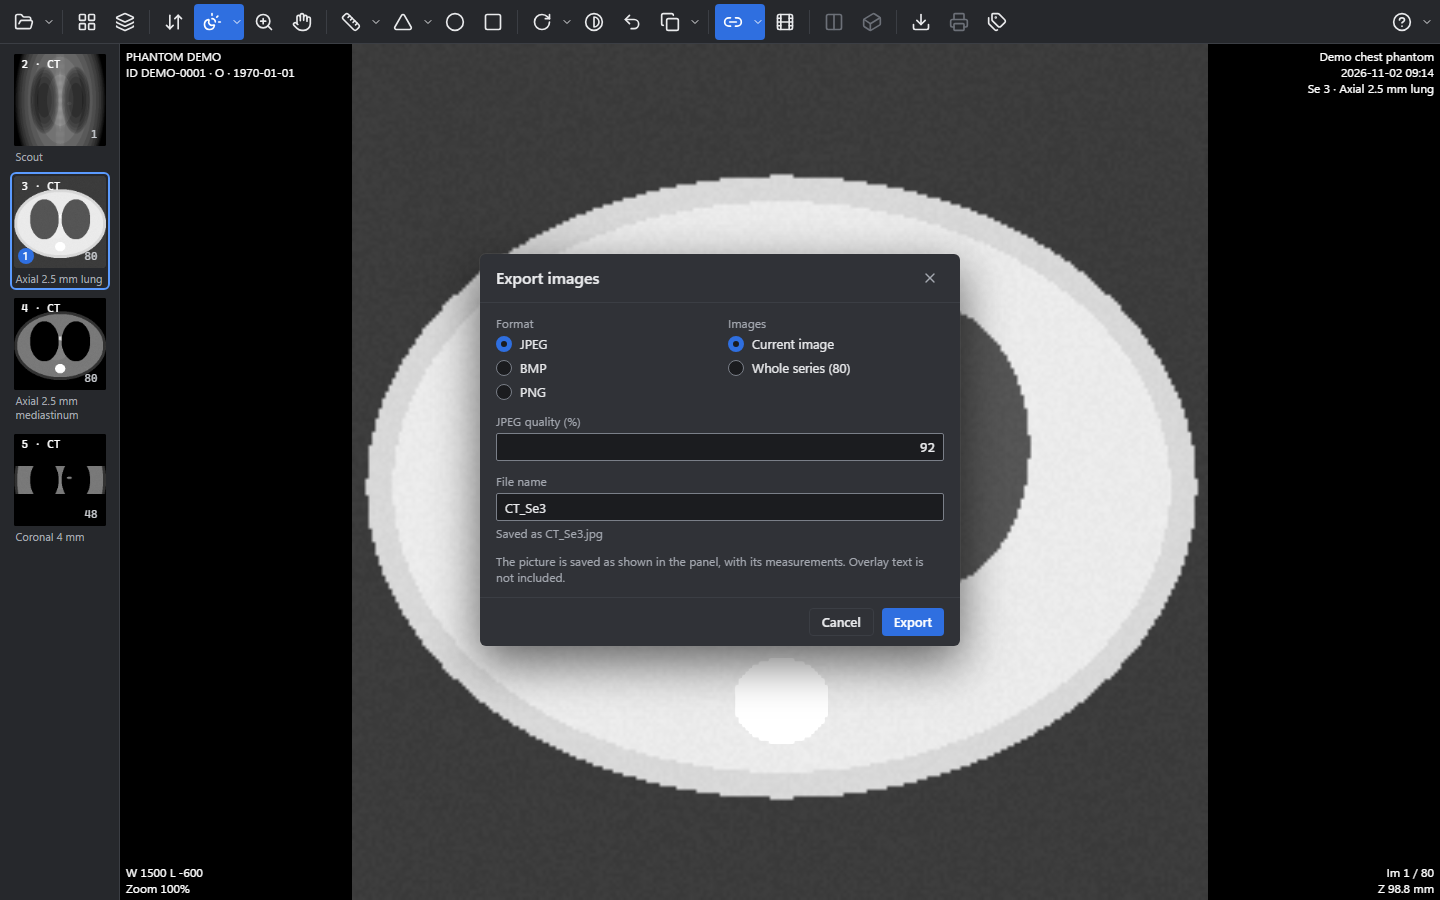 PHANTOM DEMO
ID DEMO-0001 · O · 1970-01-01
Demo chest phantom
2026-11-02 09:14
Se 3 · Axial 2.5 mm lung
2 · CT
1
Scout
3 · CT
1
80
Axial 2.5 mm lung
4 · CT
80
Axial 2.5 mm
mediastinum
5 · CT
48
Coronal 4 mm
Export images
Format
JPEG
BMP
PNG
Images
Current image
Whole series (80)
JPEG quality (%)
92
File name
CT_Se3
Saved as CT_Se3.jpg
The picture is saved as shown in the panel, with its measurements. Overlay text is
not included.
Cancel
Export
W 1500 L -600
Zoom 100%
Im 1 / 80
Z 98.8 mm